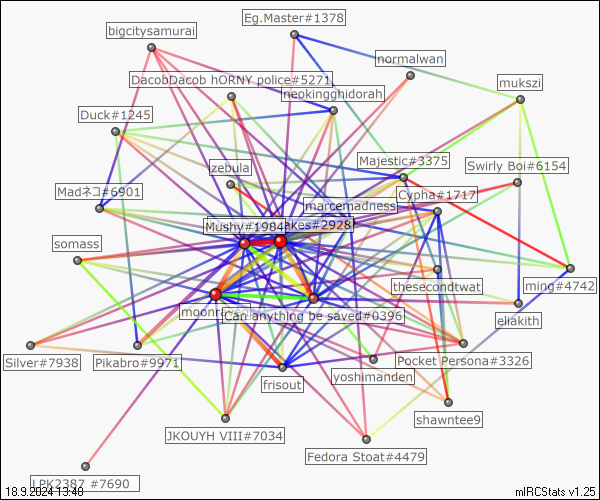 Eg.Master#1378
bigcitysamurai
normalwan
DacobDacob hORNY police#5271
mukszi
neokingghidorah
Duck#1245
Majestic#3375
zebula
Swirly Boi#6154
Madネコ#6901
Cypha#1717
marcemadness
Mushy#1984
akes#2928
somass
thesecondtwat
ming#4742
moonr
Can anything be saved#0396
eliakith
Silver#7938
Pikabro#9971
Pocket Persona#3326
yoshimanden
frisout
shawntee9
JKOUYH VIII#7034
Fedora Stoat#4479
LPK2387 #7690
18.9.2024 13:48
mIRCStats v1.25